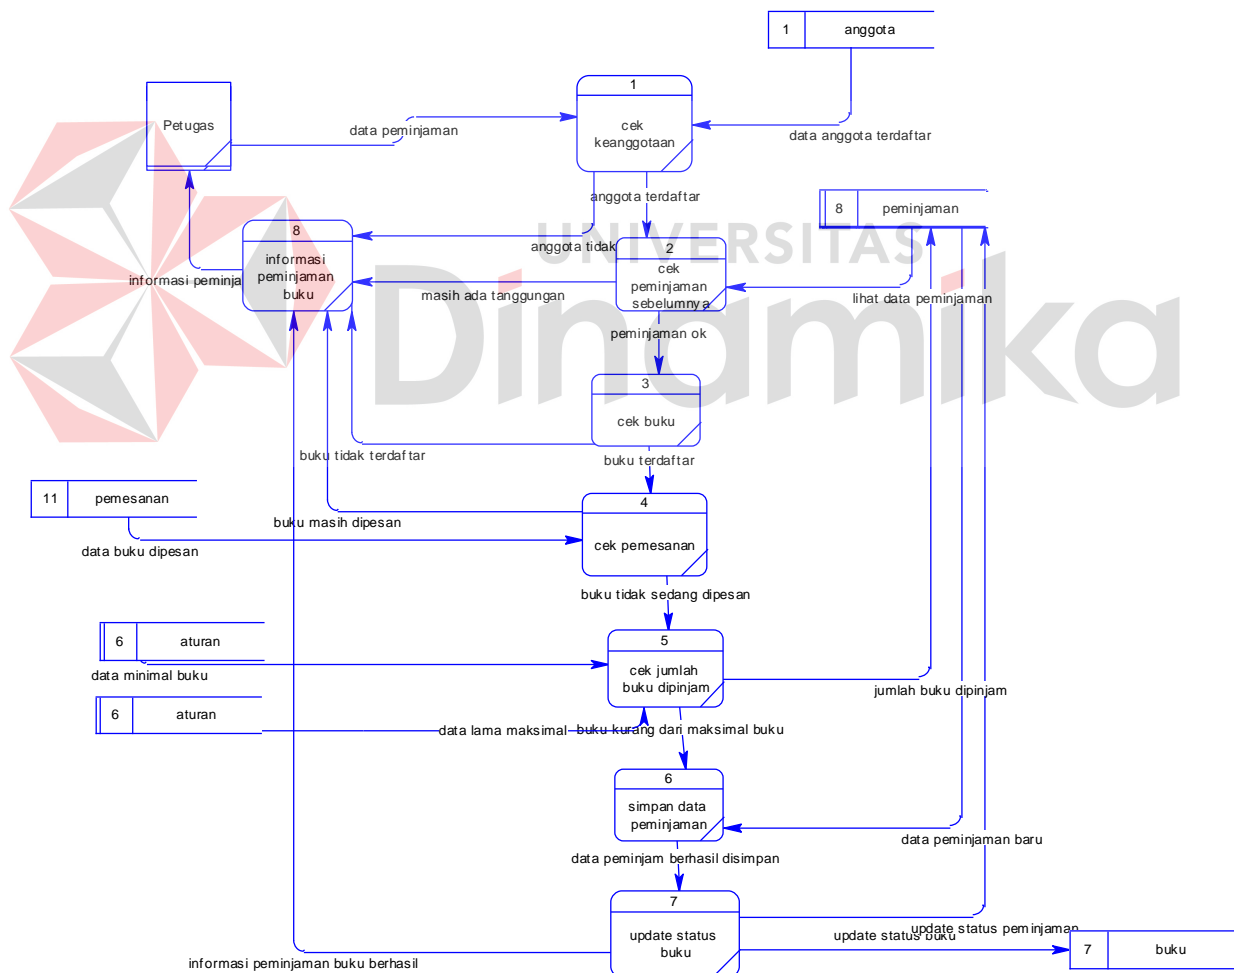 1 anggota
1
Petugas
data peminjaman
cek
keanggotaan
data anggota terdaftar
anggota terdaftar
8 peminjaman
8
informasi
peminjaman
buku
anggota tidak
UNIVERSITAS
Dinamika
2
cek
peminjaman
sebelumnya
informasi peminja
masih ada tanggungan
lihat data peminjaman
peminjaman ok
3
cek buku
buku tidak terdaftar
buku terdaftar
11 pemesanan
4
cek pemesanan
buku masih dipesan
data buku dipesan
buku tidak sedang dipesan
6 aturan
5
cek jumlah
buku dipinjam
data minimal buku
jumlah buku dipinjam
6 aturan
data lama maksimal
buku kurang dari maksimal buku
6
simpan data
peminjaman
data peminjaman baru
data peminjam berhasil disimpan
7
update status
buku
update status peminjaman
update status buku
7 buku
informasi peminjaman buku berhasil